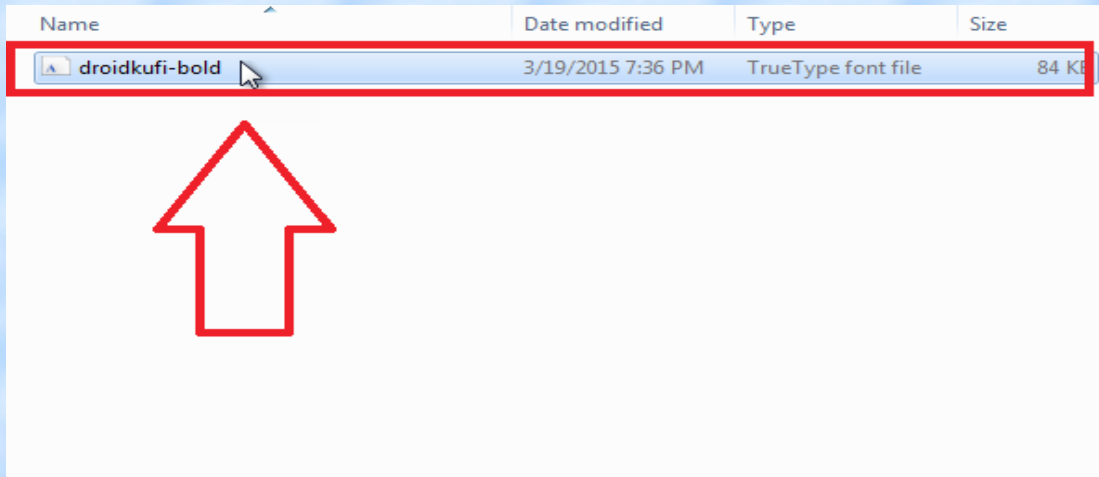 Name Date modified Type Size
droidkufi-bold 3/19/2015 7:36 PM TrueType font file 84 KB